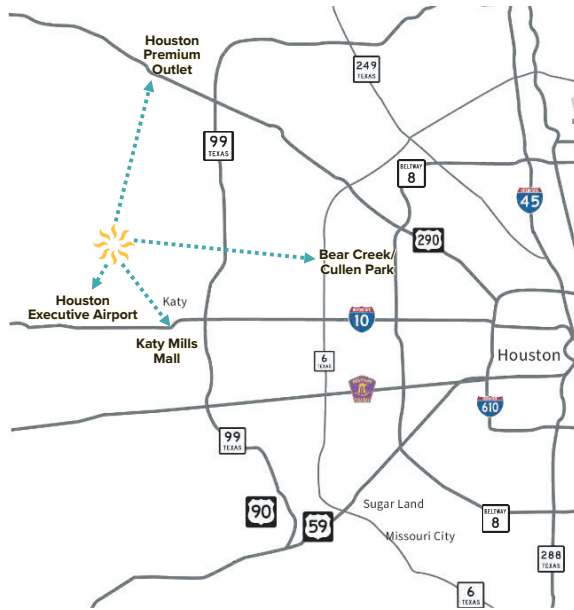 Houston
Premium
Outlet
249
TEXAS
99
TEXAS
BELTWAY
8
45
290
Bear Creek/
Cullen Park
Houston
Executive Airport
Katy
Katy Mills
Mall
10
Houston
6
TEXAS
610
99
TEXAS
90
59
Sugar Land
Missouri City
BELTWAY
8
288
TEXAS
6
TEXAS